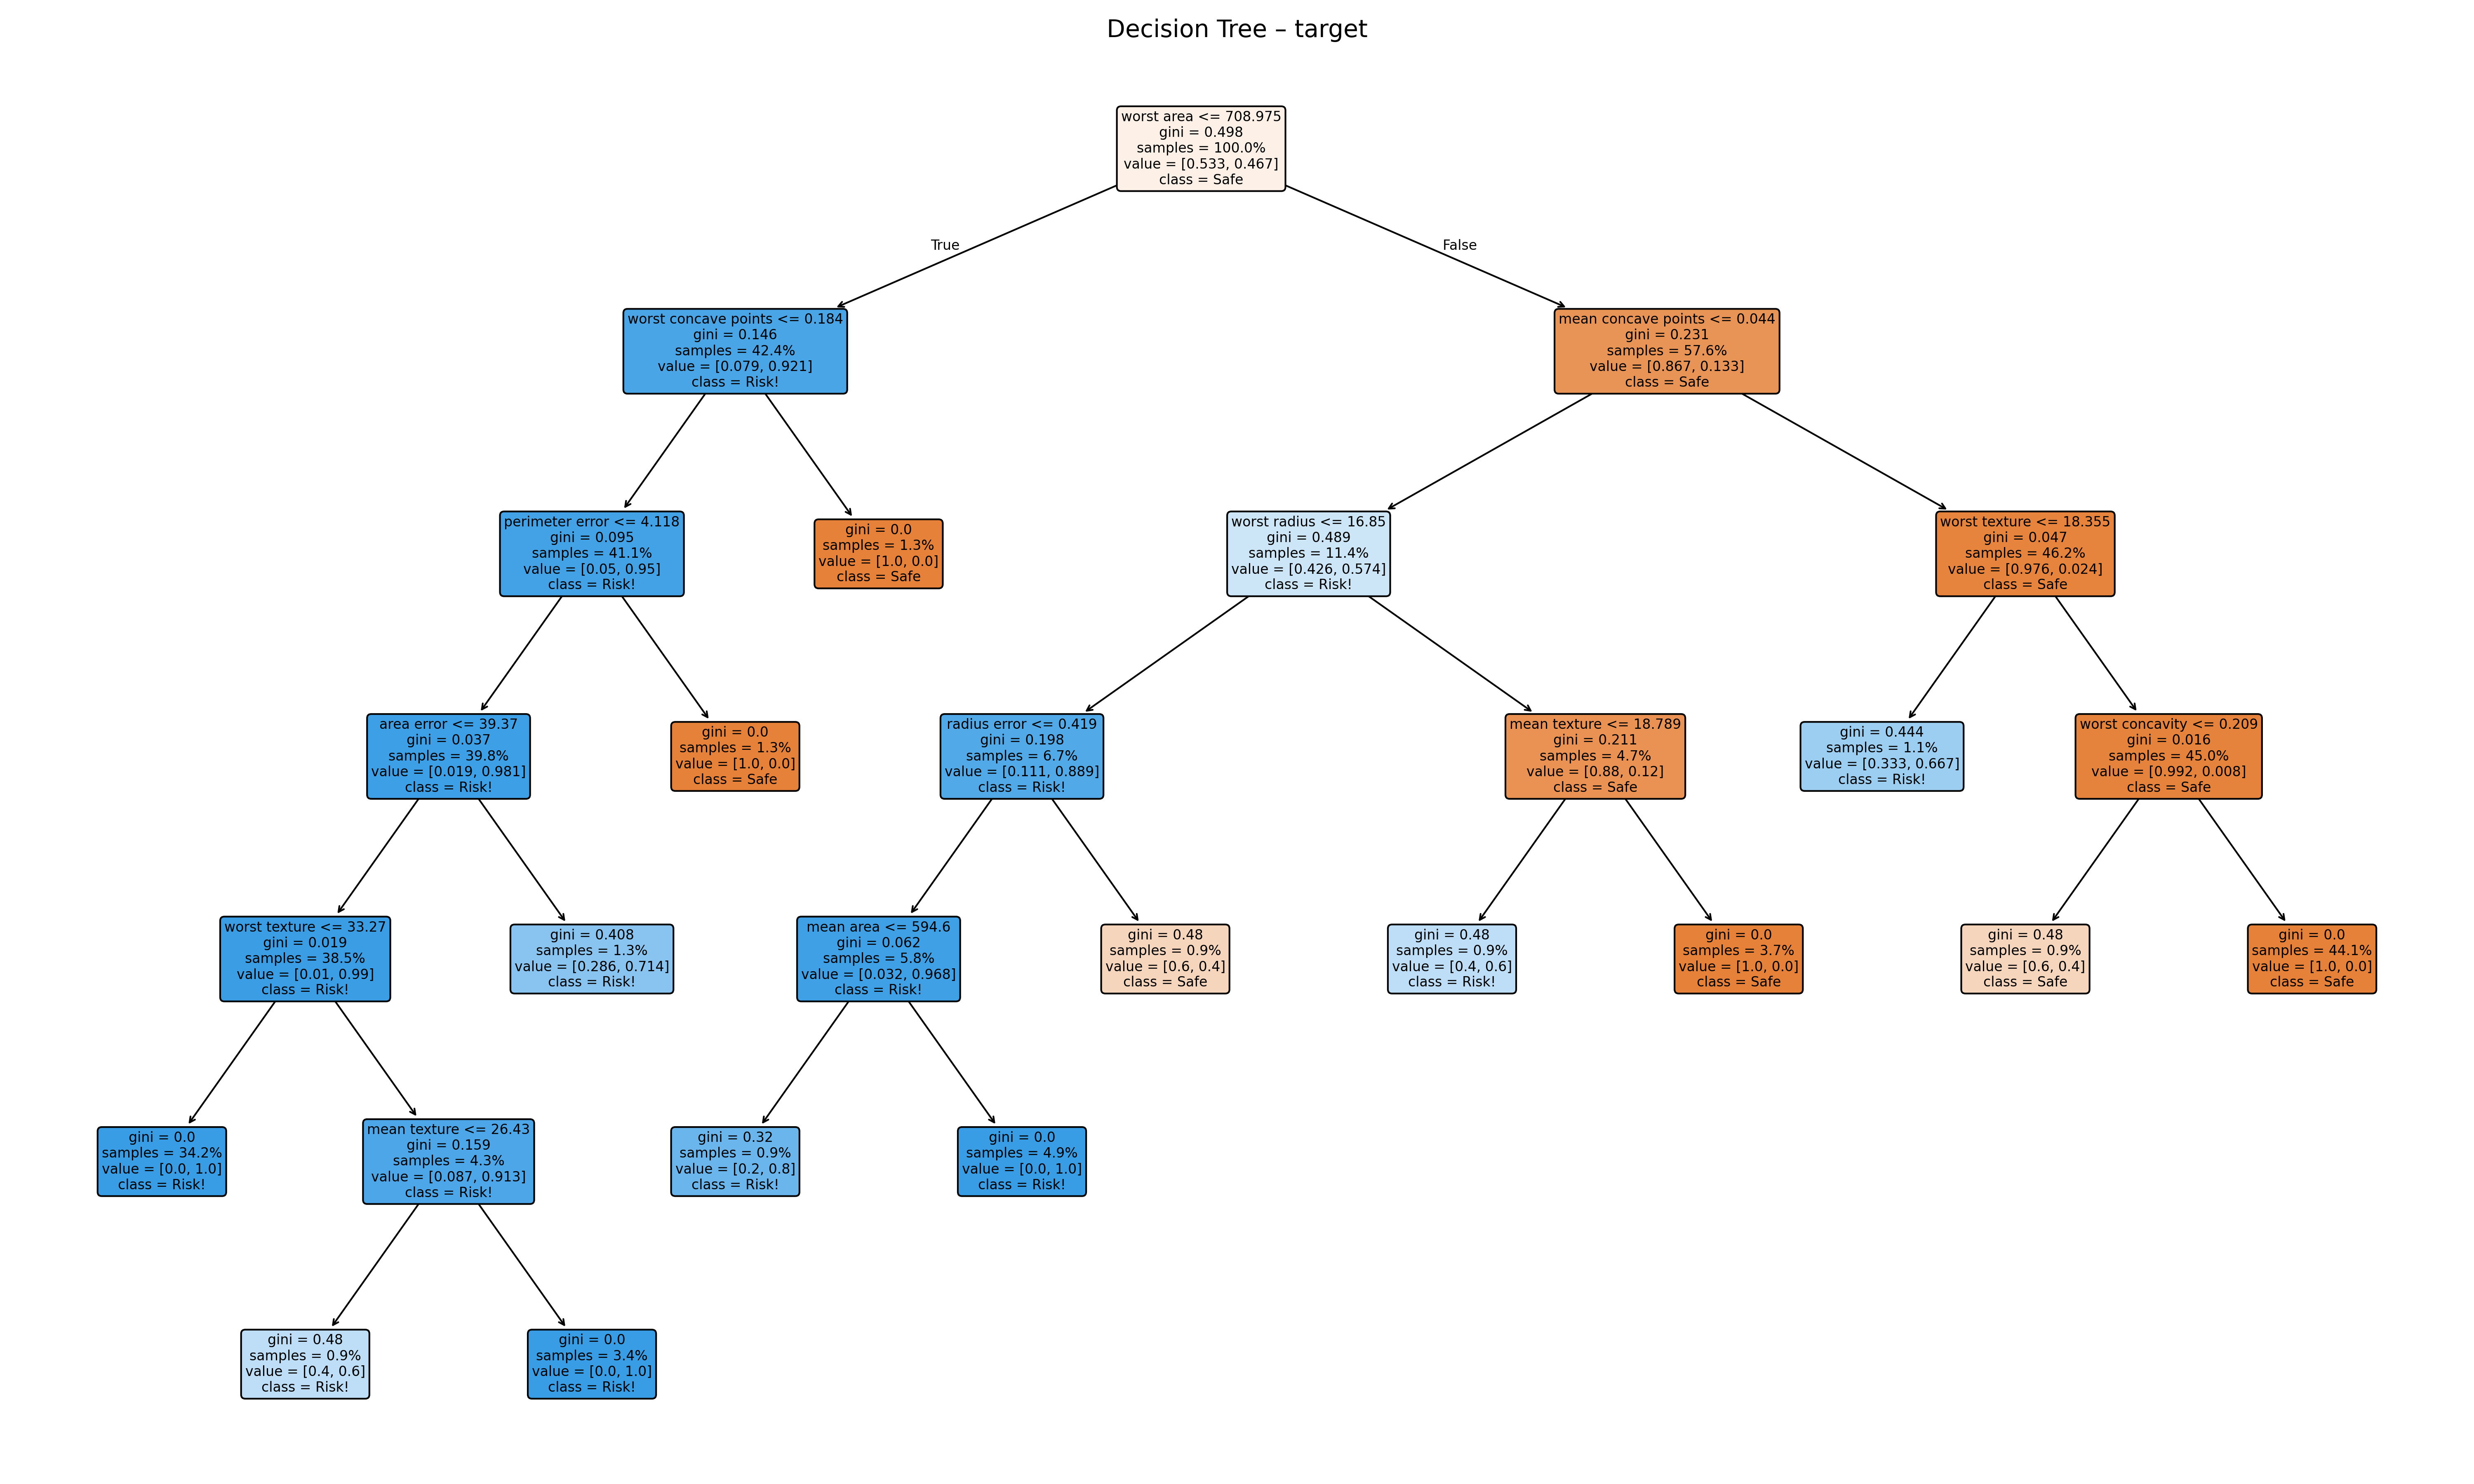 Decision Tree – target
worst area <= 708.975
gini = 0.498
samples = 100.0%
value = [0.533, 0.467]
class = Safe
True
False
worst concave points <= 0.184
gini = 0.146
samples = 42.4%
value = [0.079, 0.921]
class = Risk!
mean concave points <= 0.044
gini = 0.231
samples = 57.6%
value = [0.867, 0.133]
class = Safe
perimeter error <= 4.118
gini = 0.095
samples = 41.1%
value = [0.05, 0.95]
class = Risk!
gini = 0.0
samples = 1.3%
value = [1.0, 0.0]
class = Safe
worst radius <= 16.85
gini = 0.489
samples = 11.4%
value = [0.426, 0.574]
class = Risk!
worst texture <= 18.355
gini = 0.047
samples = 46.2%
value = [0.976, 0.024]
class = Safe
area error <= 39.37
gini = 0.037
samples = 39.8%
value = [0.019, 0.981]
class = Risk!
gini = 0.0
samples = 1.3%
value = [1.0, 0.0]
class = Safe
radius error <= 0.419
gini = 0.198
samples = 6.7%
value = [0.111, 0.889]
class = Risk!
mean texture <= 18.789
gini = 0.211
samples = 4.7%
value = [0.88, 0.12]
class = Safe
gini = 0.444
samples = 1.1%
value = [0.333, 0.667]
class = Risk!
worst concavity <= 0.209
gini = 0.016
samples = 45.0%
value = [0.992, 0.008]
class = Safe
worst texture <= 33.27
gini = 0.019
samples = 38.5%
value = [0.01, 0.99]
class = Risk!
gini = 0.408
samples = 1.3%
value = [0.286, 0.714]
class = Risk!
mean area <= 594.6
gini = 0.062
samples = 5.8%
value = [0.032, 0.968]
class = Risk!
gini = 0.48
samples = 0.9%
value = [0.6, 0.4]
class = Safe
gini = 0.48
samples = 0.9%
value = [0.4, 0.6]
class = Risk!
gini = 0.0
samples = 3.7%
value = [1.0, 0.0]
class = Safe
gini = 0.48
samples = 0.9%
value = [0.6, 0.4]
class = Safe
gini = 0.0
samples = 44.1%
value = [1.0, 0.0]
class = Safe
gini = 0.0
samples = 34.2%
value = [0.0, 1.0]
class = Risk!
mean texture <= 26.43
gini = 0.159
samples = 4.3%
value = [0.087, 0.913]
class = Risk!
gini = 0.32
samples = 0.9%
value = [0.2, 0.8]
class = Risk!
gini = 0.0
samples = 4.9%
value = [0.0, 1.0]
class = Risk!
gini = 0.48
samples = 0.9%
value = [0.4, 0.6]
class = Risk!
gini = 0.0
samples = 3.4%
value = [0.0, 1.0]
class = Risk!